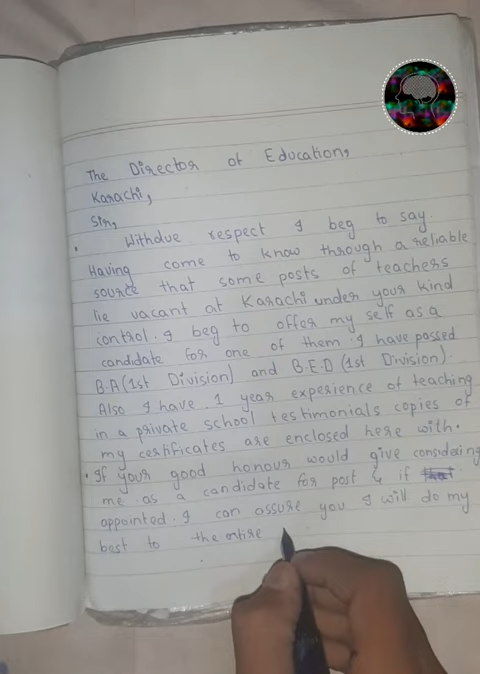 The Director of Education,
Karachi,
Sir,
Withdue respect I beg to say.
Having come to know through a reliable
source that some posts of teachers
lie vacant at Karachi under your kind
control. I beg to offer my self as a
candidate for one of them. I have passed
B.A (1st Division) and B.E.D (1st Division).
Also I have 1 year experience of teaching
in a private school testimonials copies of
my certificates are enclosed here with.
If your good honour would give considering
me as a candidate for post & if
appointed. I can assure you I will do my
best to the entire